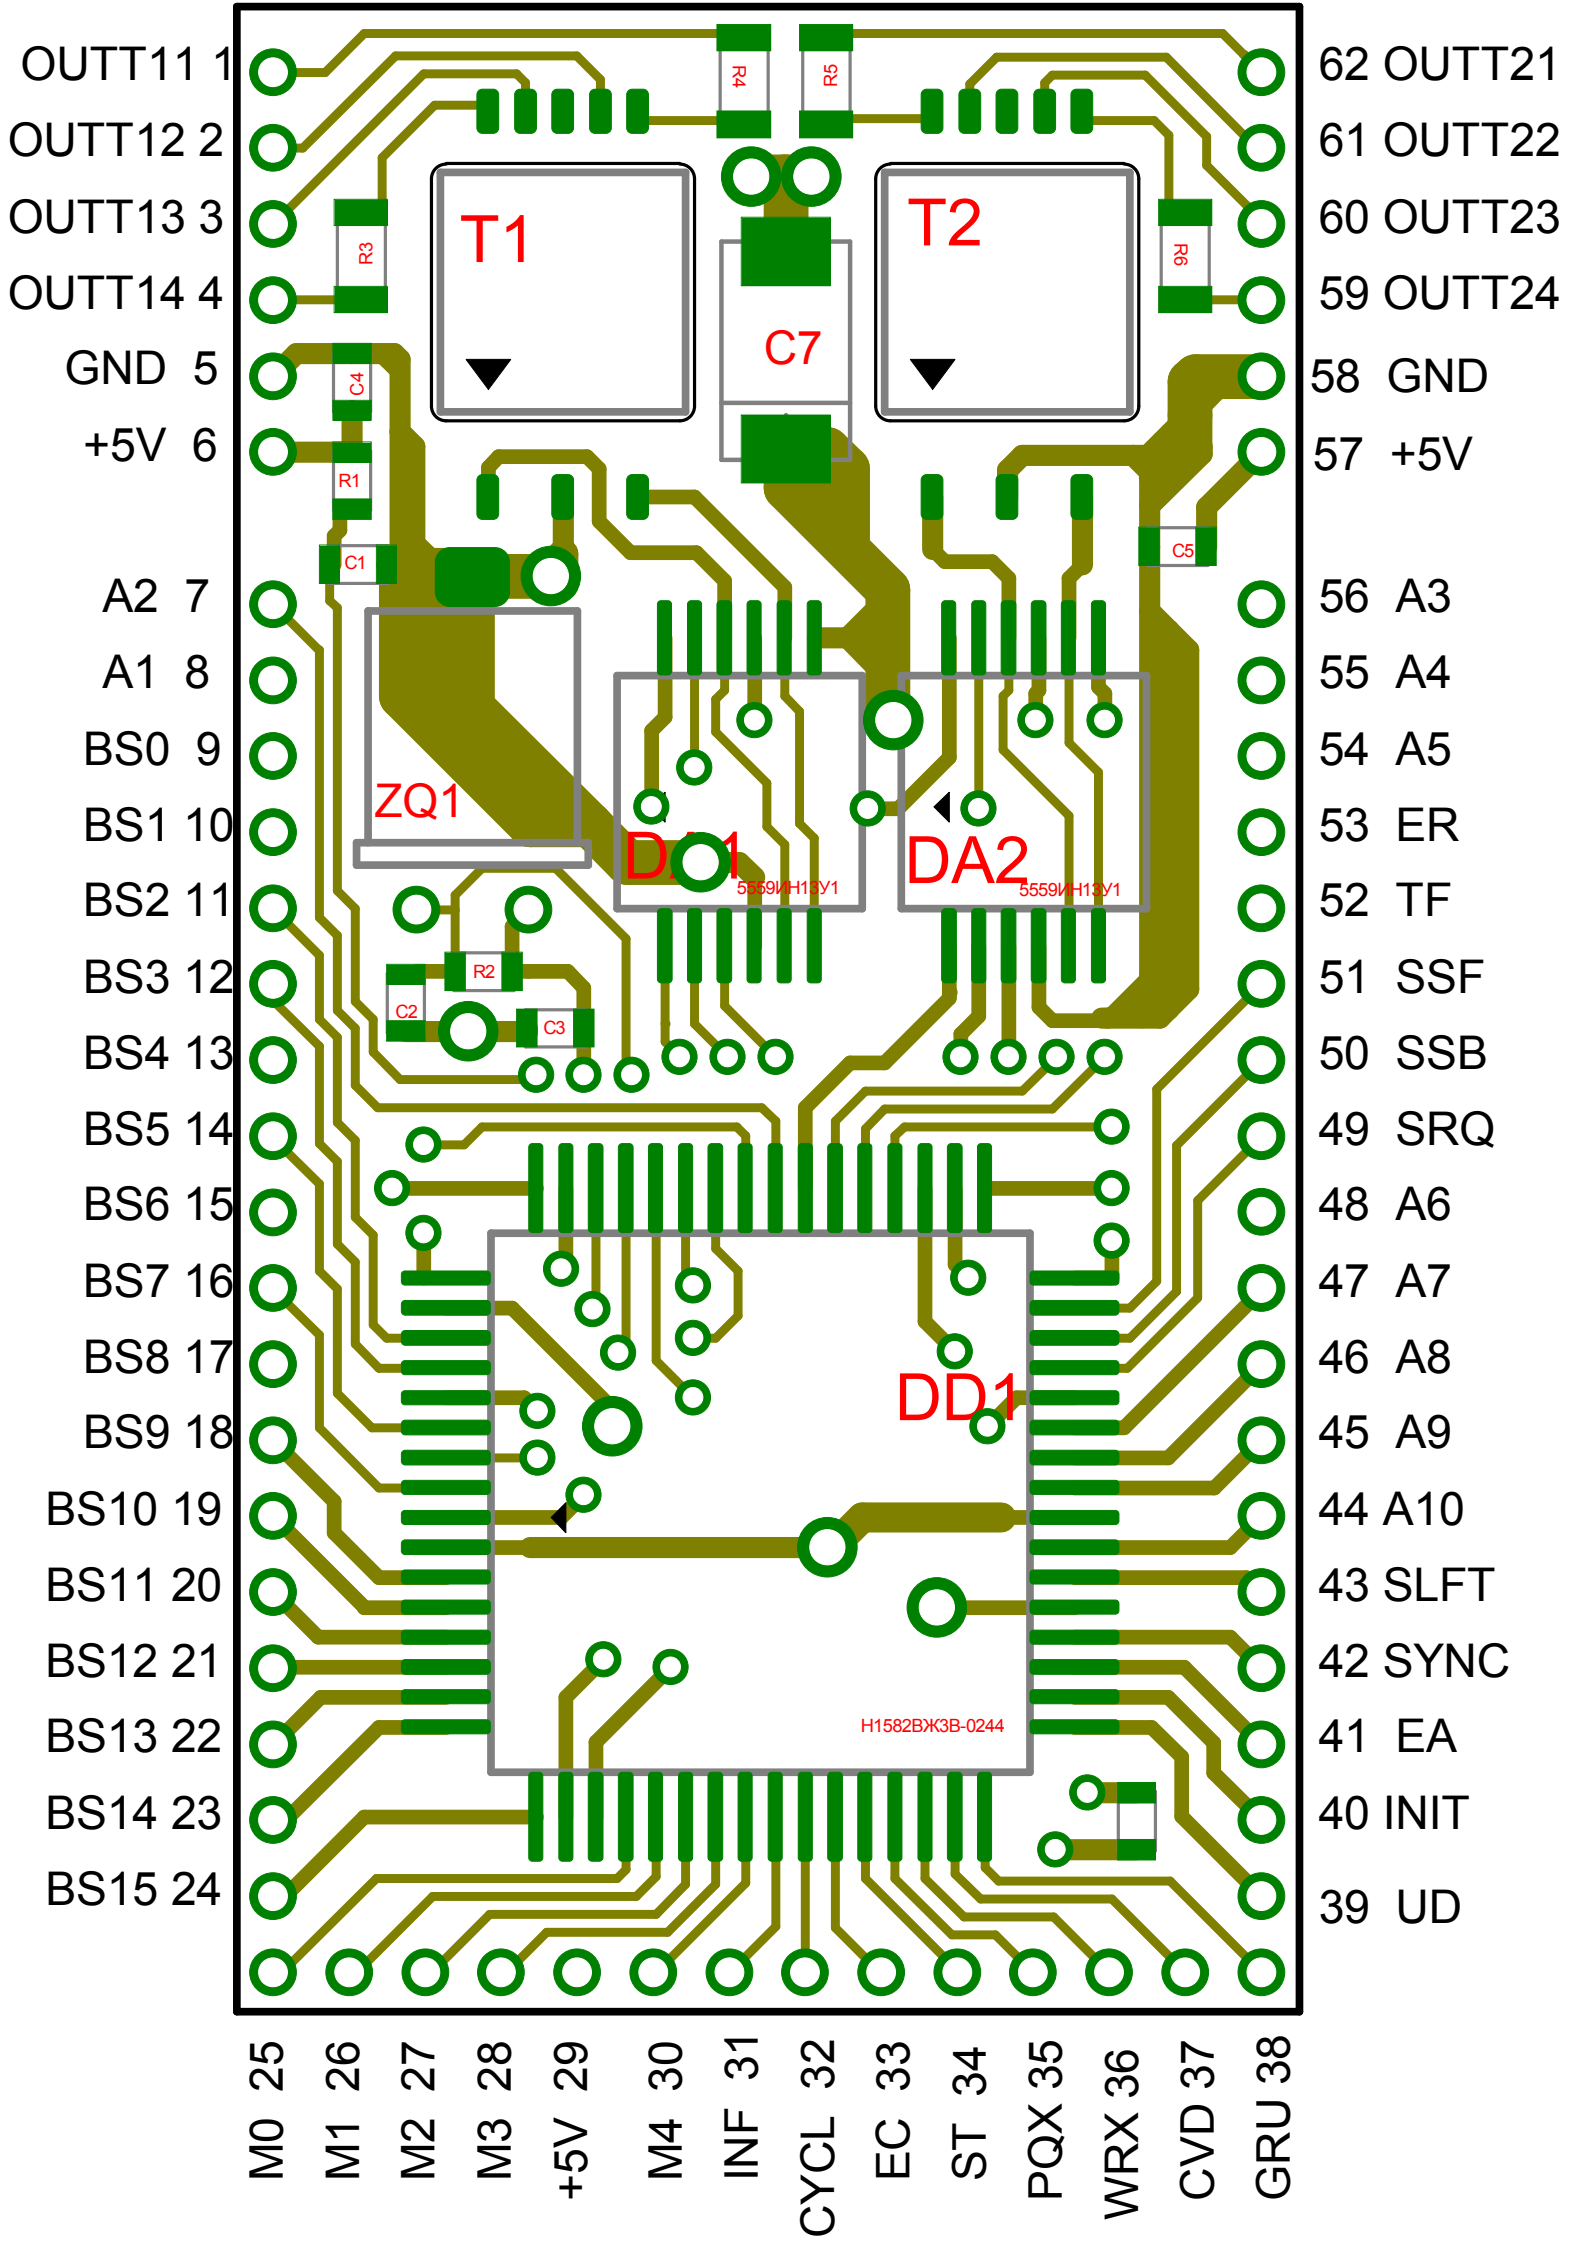 OUTT11 1
OUTT12 2
OUTT13 3
OUTT14 4
GND 5
+5V 6
A2 7
A1 8
BS0 9
BS1 10
BS2 11
BS3 12
BS4 13
BS5 14
BS6 15
BS7 16
BS8 17
BS9 18
BS10 19
BS11 20
BS12 21
BS13 22
BS14 23
BS15 24
R4
R5
T1
T2
R3
R6
C7
C4
R1
C1
C5
ZQ1
DA1
5559ИН13У1
DA2
5559ИН13У1
R2
C2
C3
DD1
Н1582ВЖ3В-0244
62 OUTT21
61 OUTT22
60 OUTT23
59 OUTT24
58 GND
57 +5V
56 A3
55 A4
54 A5
53 ER
52 TF
51 SSF
50 SSB
49 SRQ
48 A6
47 A7
46 A8
45 A9
44 A10
43 SLFT
42 SYNC
41 EA
40 INIT
39 UD
M0 25
M1 26
M2 27
M3 28
+5V 29
M4 30
INF 31
CYCL 32
EC 33
ST 34
PQX 35
WRX 36
CVD 37
GRU 38